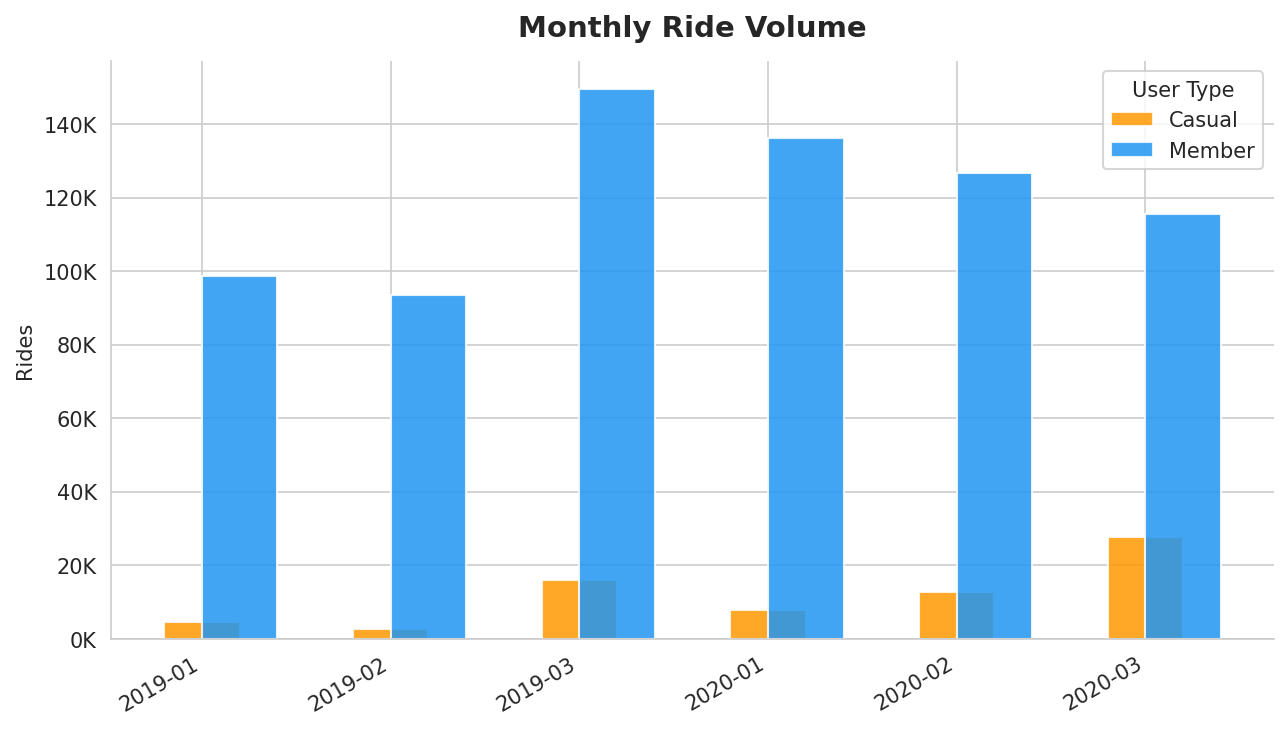 Monthly Ride Volume
User Type
Casual
Member
140K
120K
100K
80K
60K
40K
20K
0K
Rides
2019-01
2019-02
2019-03
2020-01
2020-02
2020-03